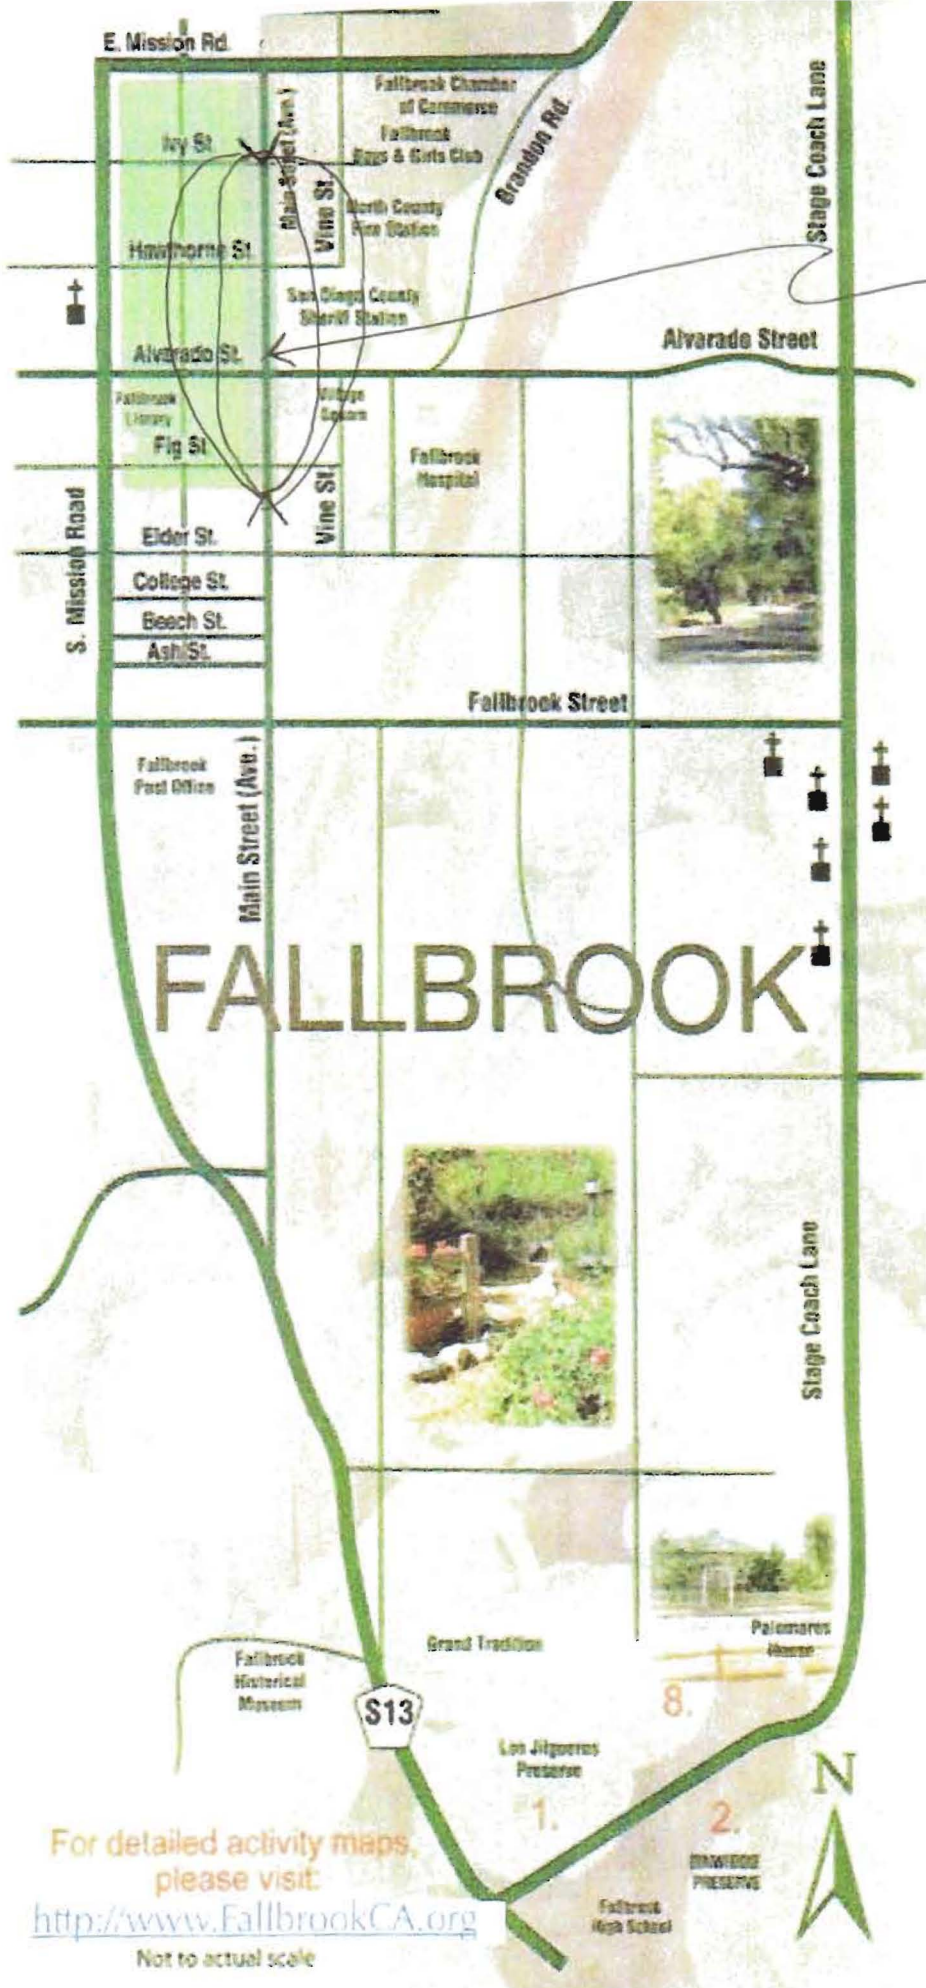 E. Mission Rd.
Fallbrook Chamber
of Commerce
Stage Coach Lane
Brandon Rd.
Main Street (Ave.)
Ivy St
Fallbrook
Boys & Girls Club
Vine St.
North County
Fire Station
Hawthorne St.
San Diego County
Sheriff Station
Alvarado Street
Alvarado St.
Fallbrook
Library
Village
Square
Fig St
Fallbrook
Hospital
Vine St.
S. Mission Road
Elder St.
College St.
Beech St.
Ash St.
Fallbrook Street
Fallbrook
Post Office
Main Street (Ave.)
FALLBROOK
Stage Coach Lane
Palomares
House
Grand Tradition
Fallbrook
Historical
Museum
8.
S13
Los Jilgueros
Preserve
N
1.
2.
For detailed activity maps,
please visit:
PRESERVE
http://www.FallbrookCA.org
Fallbrook
High School
Not to actual scale